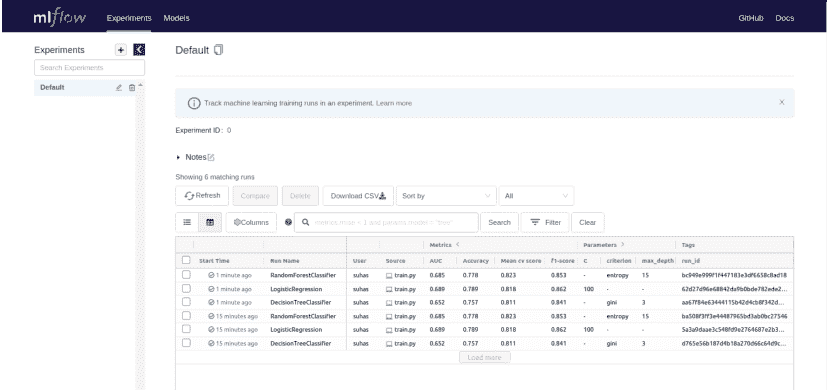 mlflow Experiments Models GitHub Docs
Experiments +
Default
Search Experiments
Default
Track machine learning training runs in an experiment. Learn more
Experiment ID: 0
Notes
Showing 6 matching runs
Refresh Compare Delete Download CSV Sort by All
Columns metrics.rmse < 1 and params.model = "tree" Search Filter Clear
Metrics < Parameters > Tags
Start Time Run Name User Source AUC Accuracy Mean cv score f1-score C criterion max_depth run_id
1 minute ago RandomForestClassifier suhas train.py 0.685 0.778 0.823 0.853 - entropy 15
1 minute ago LogisticRegression suhas train.py 0.689 0.789 0.818 0.862 100 -
1 minute ago DecisionTreeClassifier suhas train.py 0.652 0.757 0.811 0.841 - gini 3
15 minutes ago RandomForestClassifier suhas train.py 0.685 0.778 0.823 0.853 - entropy 15
15 minutes ago LogisticRegression suhas train.py 0.689 0.789 0.818 0.862 100 -
15 minutes ago DecisionTreeClassifier suhas train.py 0.652 0.757 0.811 0.841 - gini 3
Load more